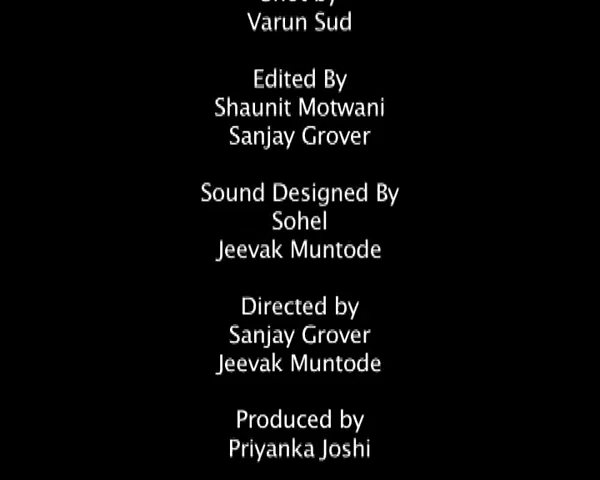 Varun Sud
Edited By
Shaunit Motwani
Sanjay Grover
Sound Designed By
Sohel
Jeevak Muntode
Directed by
Sanjay Grover
Jeevak Muntode
Produced by
Priyanka Joshi